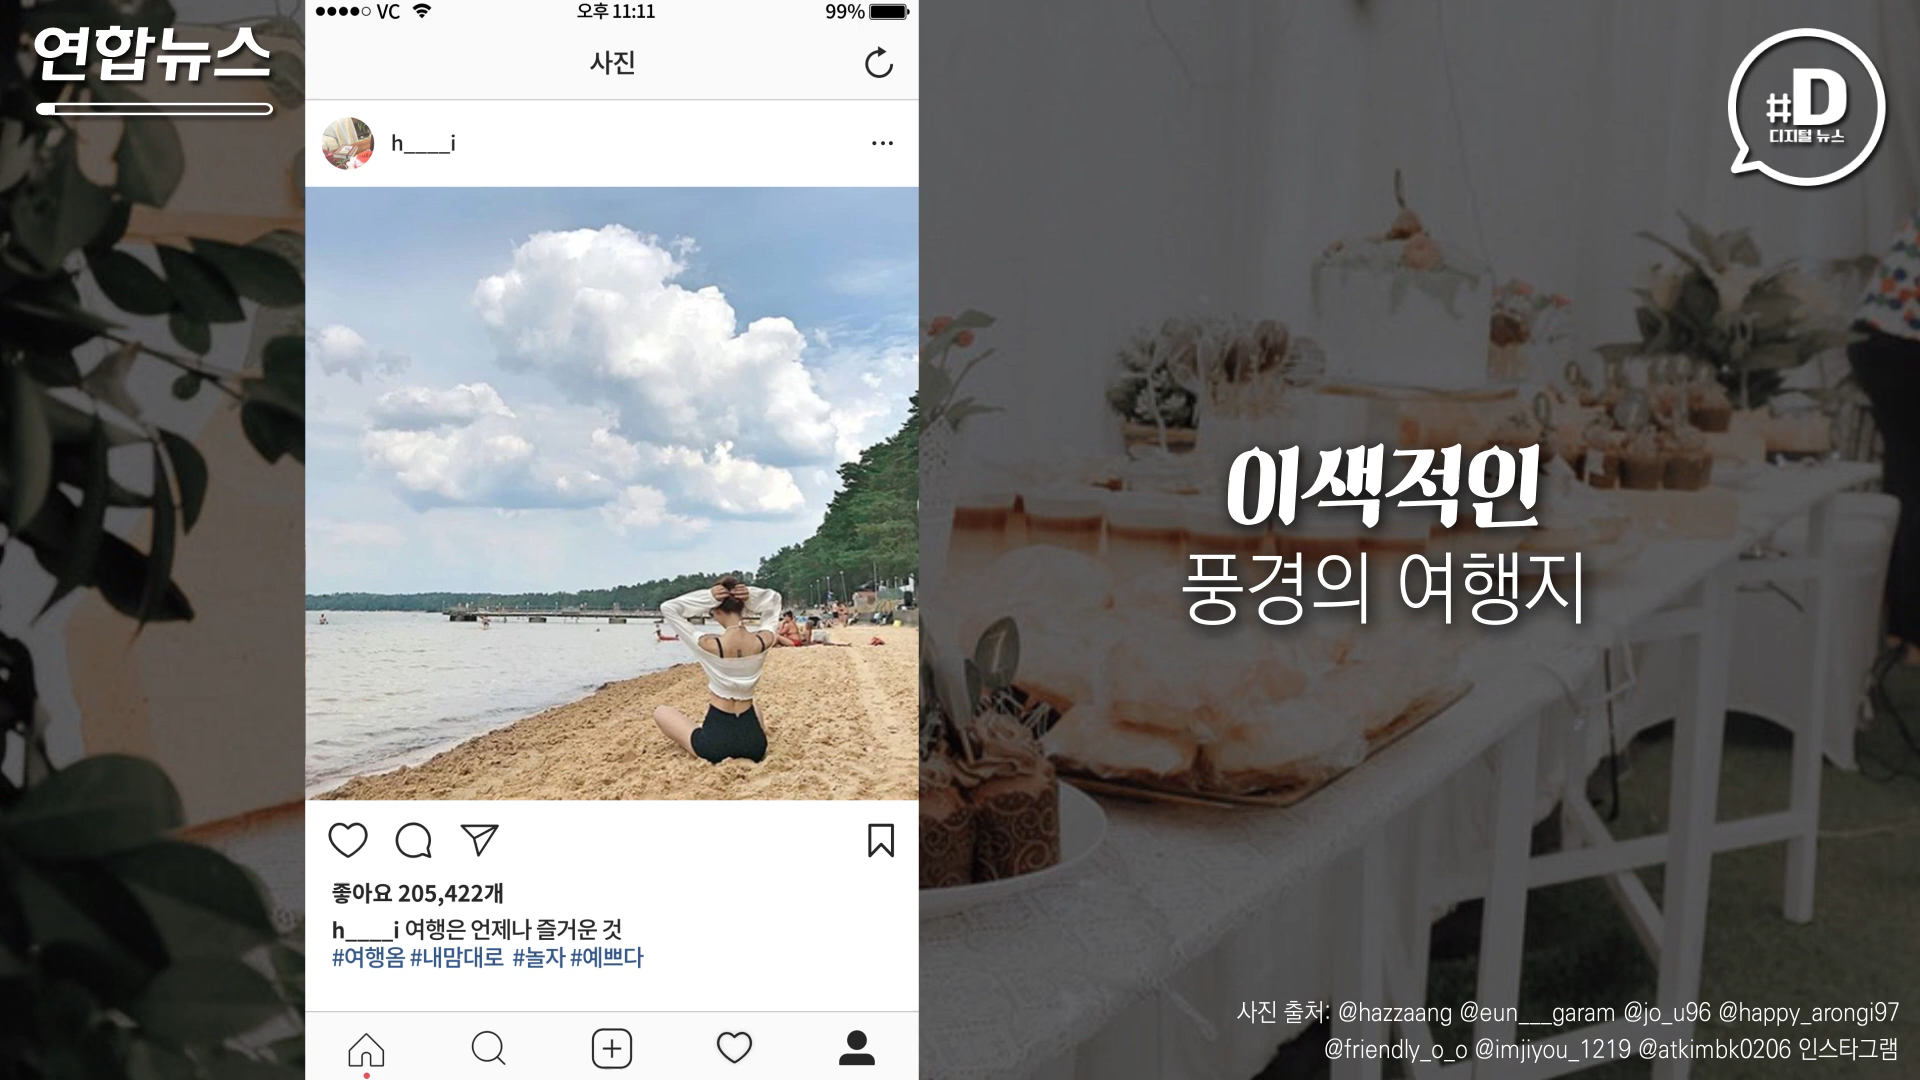 연합뉴스
VC 오후 11:11 99%
사진
h____i
좋아요 205,422개
h____i 여행은 언제나 즐거운 것
#여행옴 #내맘대로 #놀자 #예쁘다
#D
디지털 뉴스
이색적인
풍경의 여행지
사진 출처: @hazzaang @eun___garam @jo_u96 @happy_arongi97
@friendly_o_o @imjiyou_1219 @atkimbk0206 인스타그램